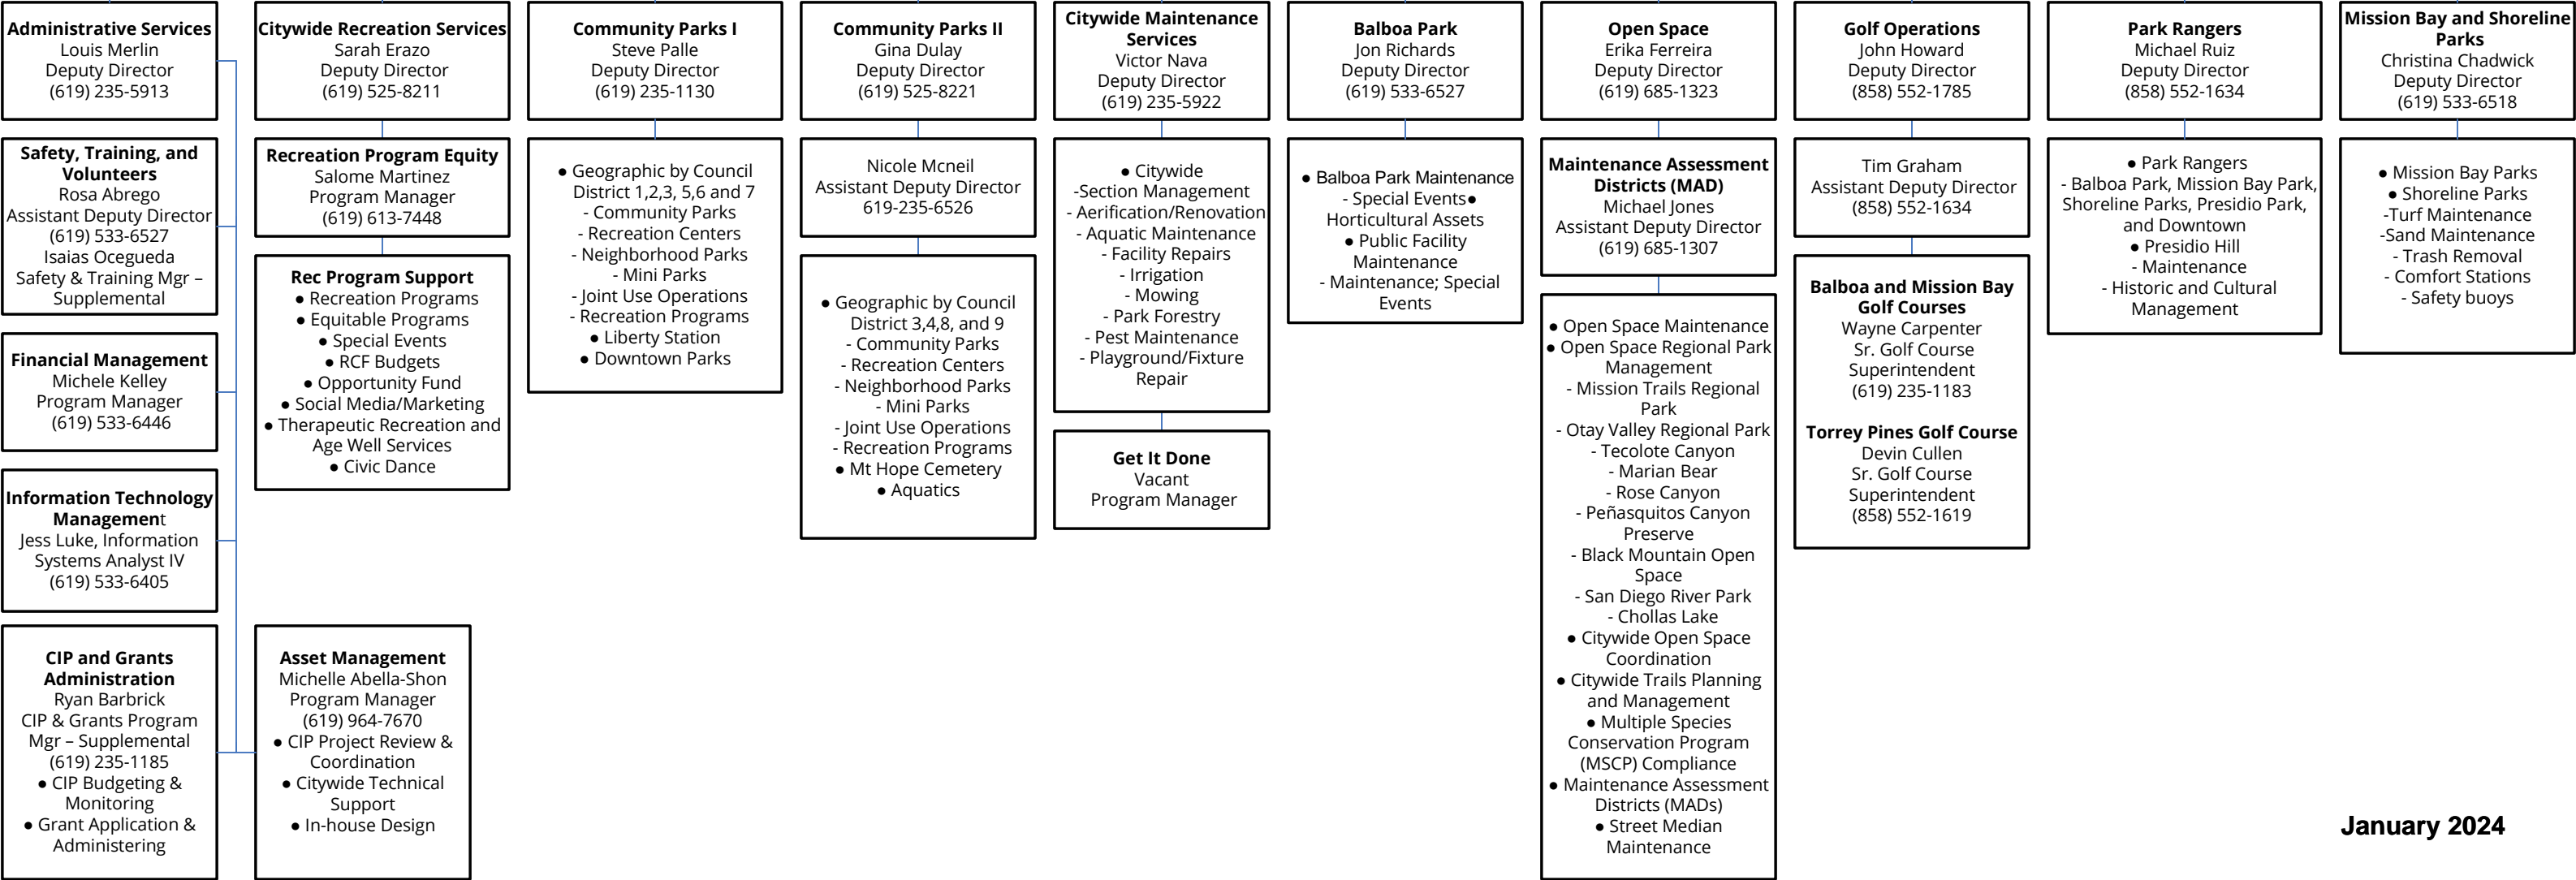 Administrative Services
Louis Merlin
Deputy Director
(619) 235-5913
Safety, Training, and
Volunteers
Rosa Abrego
Assistant Deputy Director
(619) 533-6527
Isaias Ocegueda
Safety & Training Mgr –
Supplemental
Financial Management
Michele Kelley
Program Manager
(619) 533-6446
Information Technology
Management
Jess Luke, Information
Systems Analyst IV
(619) 533-6405
CIP and Grants
Administration
Ryan Barbrick
CIP & Grants Program
Mgr – Supplemental
(619) 235-1185
● CIP Budgeting &
Monitoring
● Grant Application &
Administering
Citywide Recreation Services
Sarah Erazo
Deputy Director
(619) 525-8211
Recreation Program Equity
Salome Martinez
Program Manager
(619) 613-7448
Rec Program Support
● Recreation Programs
● Equitable Programs
● Special Events
● RCF Budgets
● Opportunity Fund
● Social Media/Marketing
● Therapeutic Recreation and
Age Well Services
● Civic Dance
Asset Management
Michelle Abella-Shon
Program Manager
(619) 964-7670
● CIP Project Review &
Coordination
● Citywide Technical
Support
● In-house Design
Community Parks I
Steve Palle
Deputy Director
(619) 235-1130
● Geographic by Council
District 1,2,3, 5,6 and 7
- Community Parks
- Recreation Centers
- Neighborhood Parks
- Mini Parks
- Joint Use Operations
- Recreation Programs
● Liberty Station
● Downtown Parks
Community Parks II
Gina Dulay
Deputy Director
(619) 525-8221
Nicole Mcneil
Assistant Deputy Director
619-235-6526
● Geographic by Council
District 3,4,8, and 9
- Community Parks
- Recreation Centers
- Neighborhood Parks
- Mini Parks
- Joint Use Operations
- Recreation Programs
● Mt Hope Cemetery
● Aquatics
Citywide Maintenance
Services
Victor Nava
Deputy Director
(619) 235-5922
● Citywide
-Section Management
- Aerification/Renovation
- Aquatic Maintenance
- Facility Repairs
- Irrigation
- Mowing
- Park Forestry
- Pest Maintenance
- Playground/Fixture
Repair
Get It Done
Vacant
Program Manager
Balboa Park
Jon Richards
Deputy Director
(619) 533-6527
● Balboa Park Maintenance
- Special Events●
Horticultural Assets
● Public Facility
Maintenance
- Maintenance; Special
Events
Open Space
Erika Ferreira
Deputy Director
(619) 685-1323
Maintenance Assessment
Districts (MAD)
Michael Jones
Assistant Deputy Director
(619) 685-1307
● Open Space Maintenance
● Open Space Regional Park
Management
- Mission Trails Regional
Park
- Otay Valley Regional Park
- Tecolote Canyon
- Marian Bear
- Rose Canyon
- Peñasquitos Canyon
Preserve
- Black Mountain Open
Space
- San Diego River Park
- Chollas Lake
● Citywide Open Space
Coordination
● Citywide Trails Planning
and Management
● Multiple Species
Conservation Program
(MSCP) Compliance
● Maintenance Assessment
Districts (MADs)
● Street Median
Maintenance
Golf Operations
John Howard
Deputy Director
(858) 552-1785
Tim Graham
Assistant Deputy Director
(858) 552-1634
Balboa and Mission Bay
Golf Courses
Wayne Carpenter
Sr. Golf Course
Superintendent
(619) 235-1183
Torrey Pines Golf Course
Devin Cullen
Sr. Golf Course
Superintendent
(858) 552-1619
Park Rangers
Michael Ruiz
Deputy Director
(858) 552-1634
● Park Rangers
- Balboa Park, Mission Bay Park,
Shoreline Parks, Presidio Park,
and Downtown
● Presidio Hill
- Maintenance
- Historic and Cultural
Management
Mission Bay and Shoreline
Parks
Christina Chadwick
Deputy Director
(619) 533-6518
● Mission Bay Parks
● Shoreline Parks
-Turf Maintenance
-Sand Maintenance
- Trash Removal
- Comfort Stations
- Safety buoys
January 2024